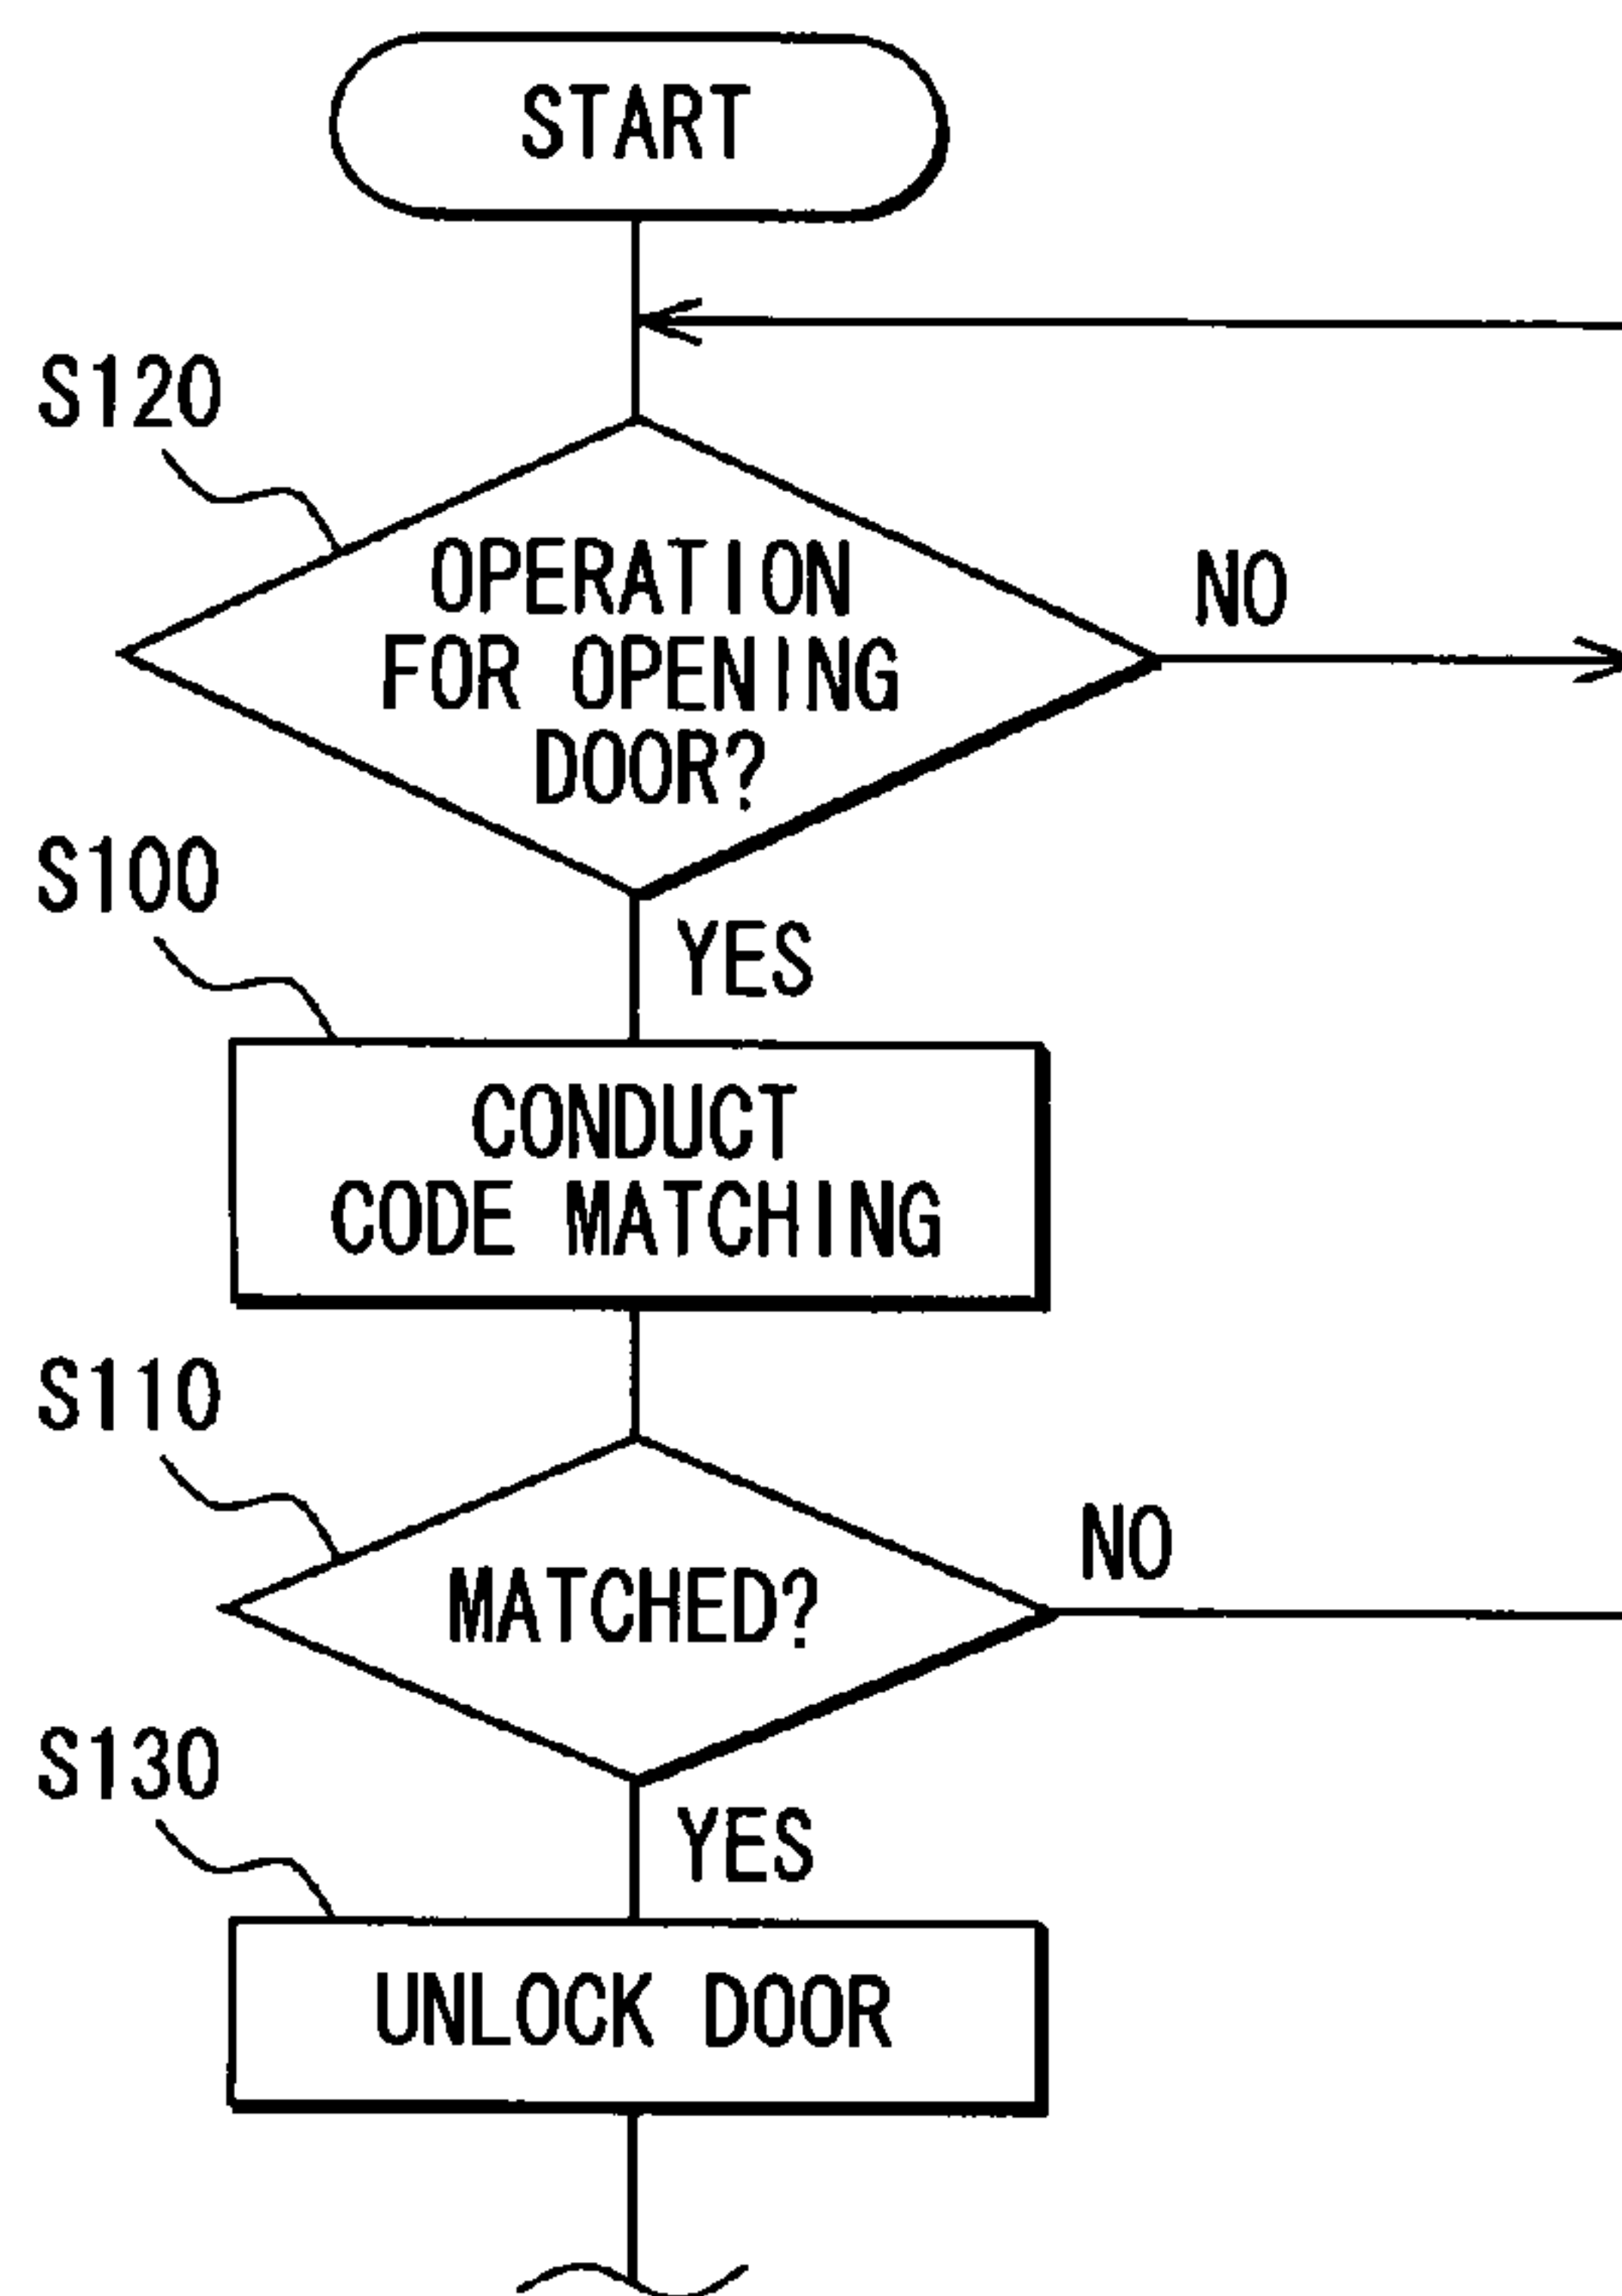 START
S120
OPERATION
FOR OPENING
DOOR?
NO
S100
YES
CONDUCT
CODE MATCHING
S110
MATCHED?
NO
S130
YES
UNLOCK DOOR